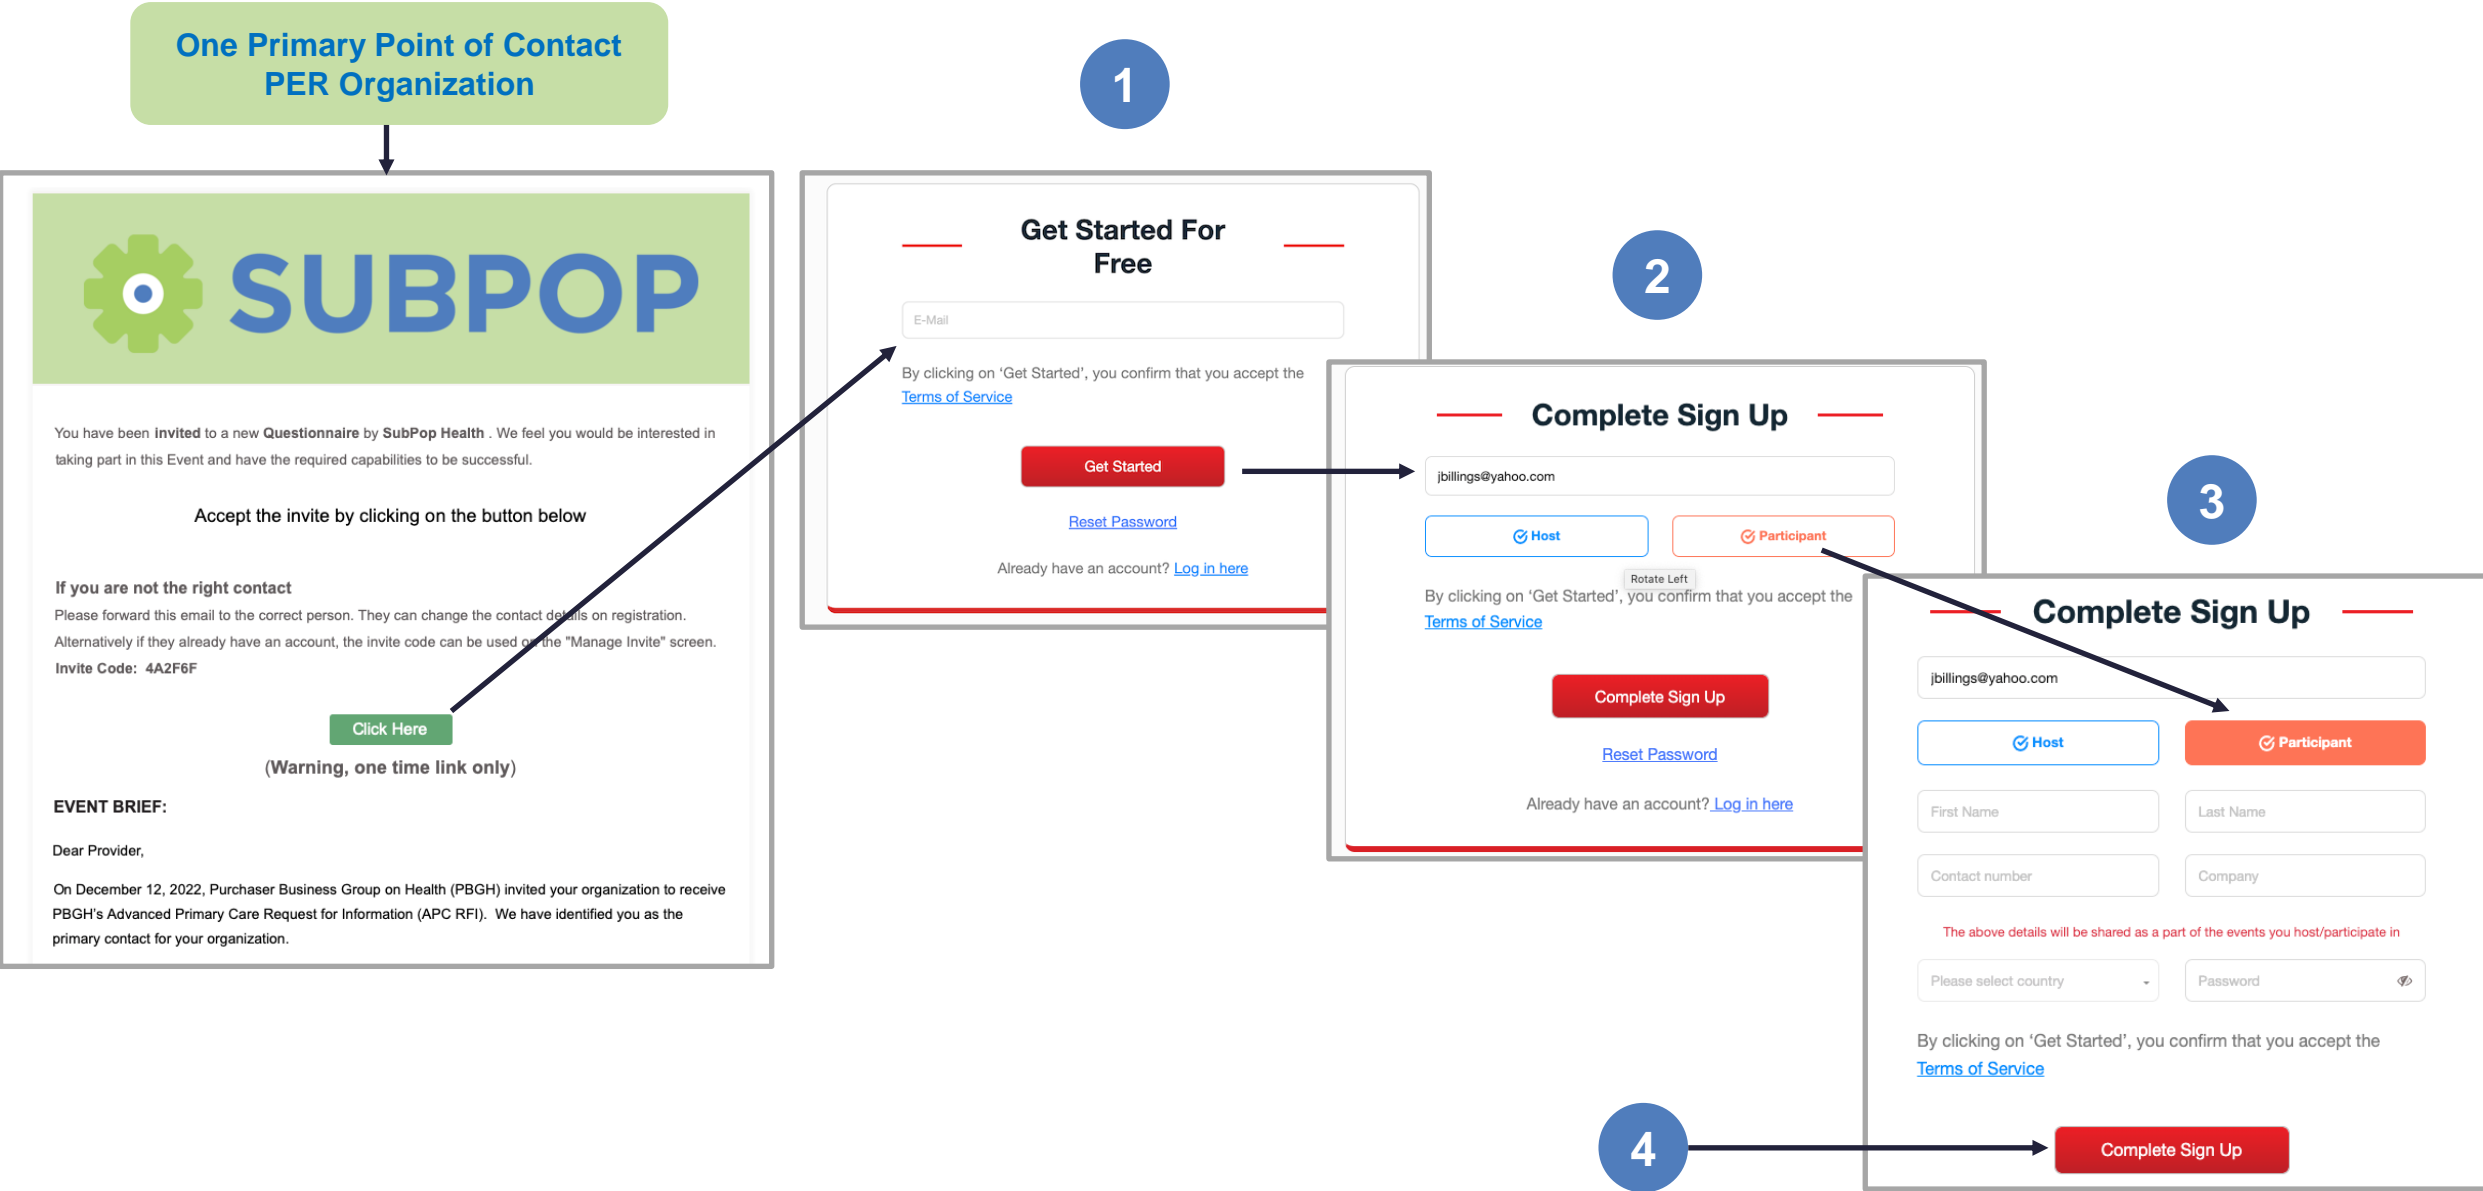 One Primary Point of Contact
PER Organization
SUBPOP
You have been invited to a new Questionnaire by SubPop Health . We feel you would be interested in
taking part in this Event and have the required capabilities to be successful.
Accept the invite by clicking on the button below
If you are not the right contact
Please forward this email to the correct person. They can change the contact details on registration.
Alternatively if they already have an account, the invite code can be used on the "Manage Invite" screen.
Invite Code: 4A2F6F
Click Here
(Warning, one time link only)
EVENT BRIEF:
Dear Provider,
On December 12, 2022, Purchaser Business Group on Health (PBGH) invited your organization to receive
PBGH’s Advanced Primary Care Request for Information (APC RFI). We have identified you as the
primary contact for your organization.
1
Get Started For
Free
E-Mail
By clicking on ‘Get Started’, you confirm that you accept the
Terms of Service
Get Started
Reset Password
Already have an account? Log in here
2
Complete Sign Up
jbillings@yahoo.com
Host
Participant
Rotate Left
By clicking on ‘Get Started’, you confirm that you accept the
Terms of Service
Complete Sign Up
Reset Password
Already have an account? Log in here
3
Complete Sign Up
jbillings@yahoo.com
Host
Participant
First Name
Last Name
Contact number
Company
The above details will be shared as a part of the events you host/participate in
Please select country
Password
By clicking on ‘Get Started’, you confirm that you accept the
Terms of Service
4
Complete Sign Up